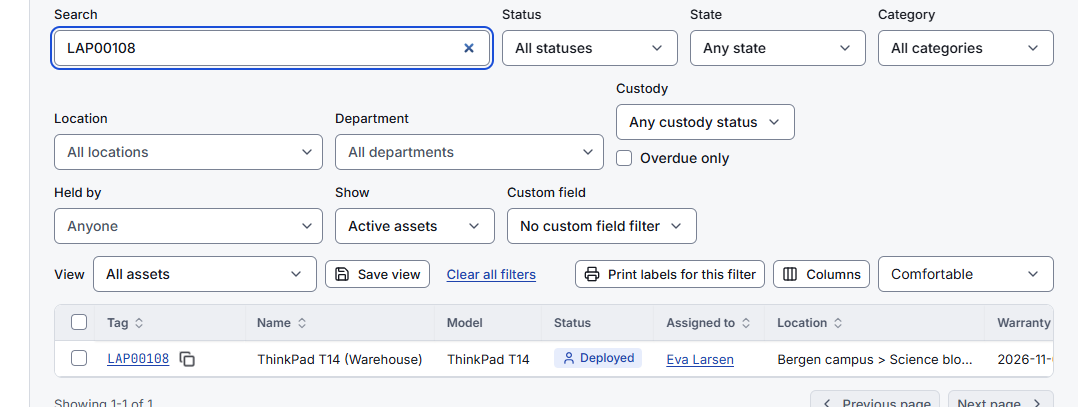 Search
Status
State
Category
LAP00108
All statuses
Any state
All categories
Custody
Location
Department
Any custody status
All locations
All departments
Overdue only
Held by
Show
Custom field
Anyone
Active assets
No custom field filter
View
All assets
Save view
Clear all filters
Print labels for this filter
Columns
Comfortable
Tag Name Model Status Assigned to Location Warranty
LAP00108 ThinkPad T14 (Warehouse) ThinkPad T14 Deployed Eva Larsen Bergen campus > Science blo... 2026-11-
Showing 1-1 of 1
Previous page
Next page